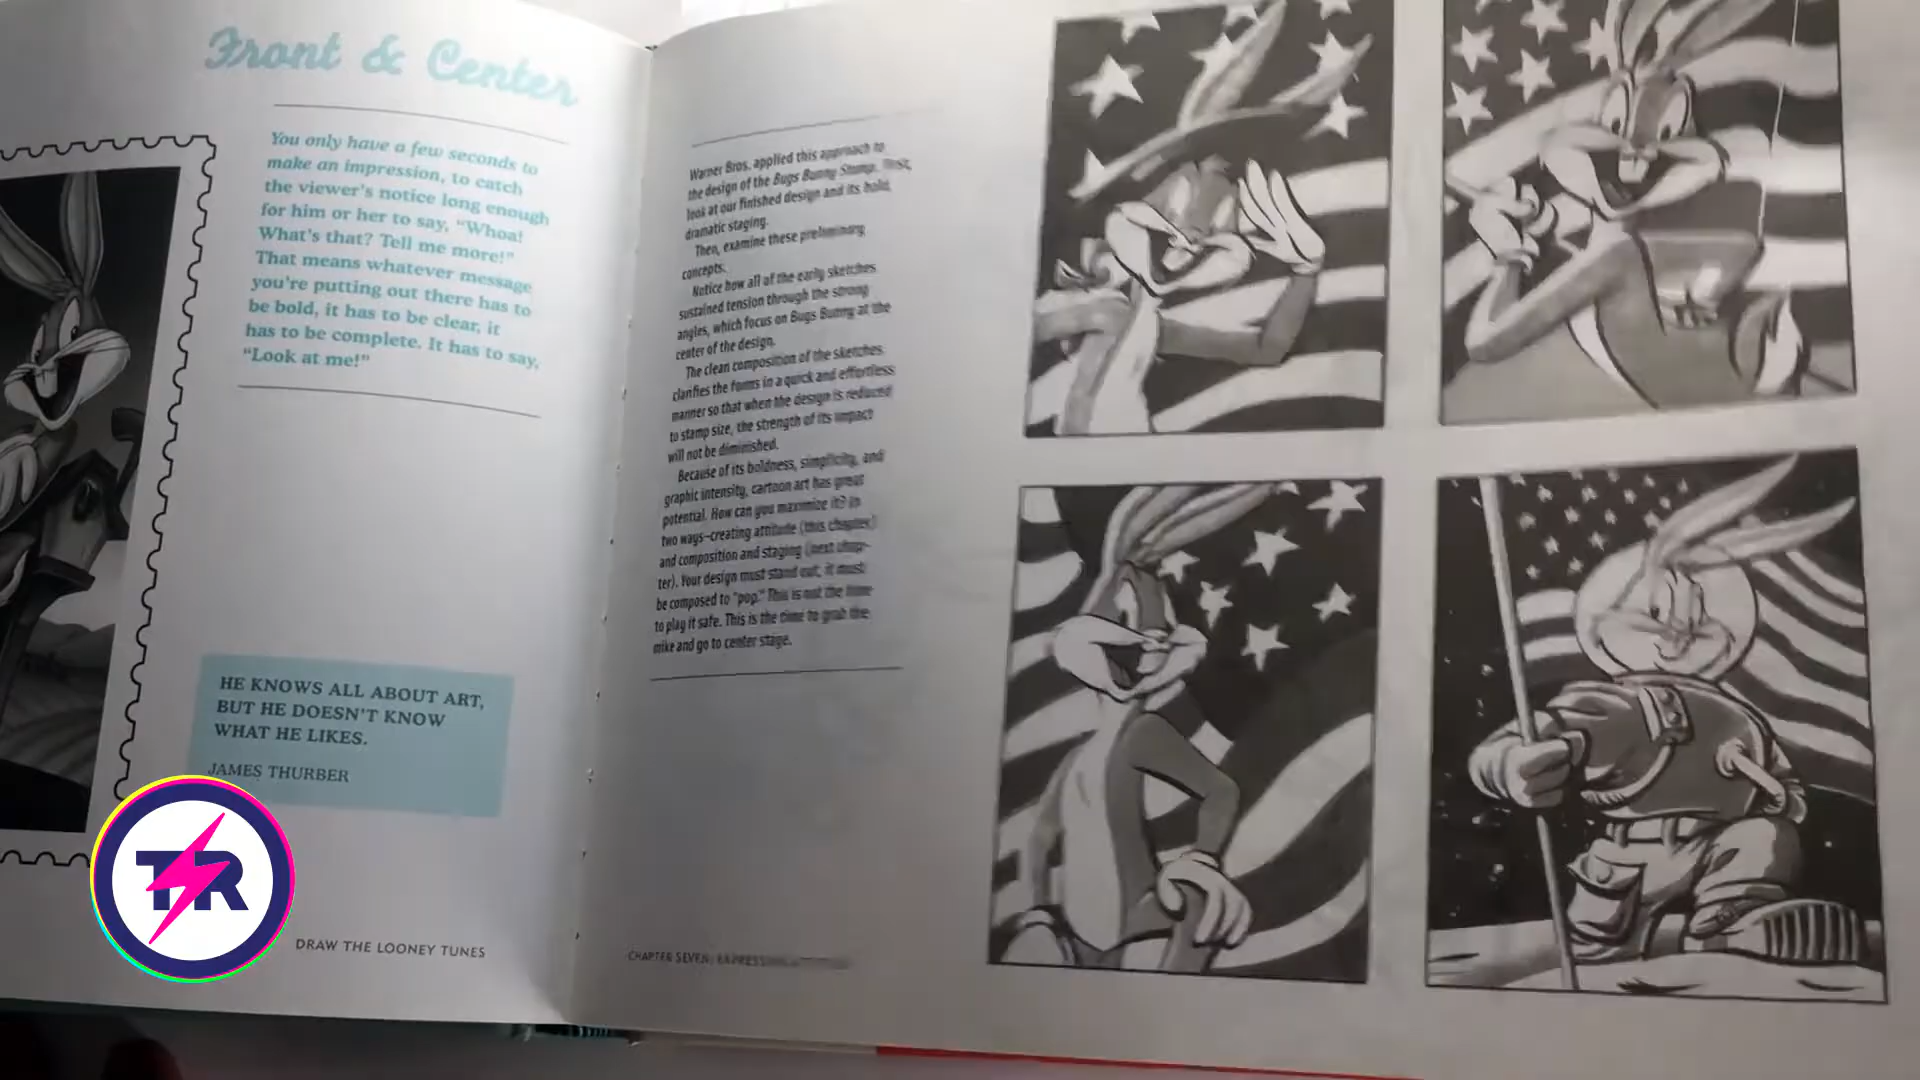 Front & Center
You only have a few seconds to
make an impression, to catch
the viewer's notice long enough
for him or her to say, "Whoa!
What's that? Tell me more!"
That means whatever message
you're putting out there has to
be bold, it has to be clear, it
has to be complete. It has to say,
"Look at me!"
HE KNOWS ALL ABOUT ART,
BUT HE DOESN'T KNOW
WHAT HE LIKES.
JAMES THURBER
TR
DRAW THE LOONEY TUNES
Warner Bros. applied this approach to
the design of the Bugs Bunny Stamp. First,
look at our finished design and its bold,
dramatic staging.
Then, examine these preliminary
concepts.
Notice how all of the early sketches
sustained tension through the strong
angles, which focus on Bugs Bunny at the
center of the design.
The clean composition of the sketches
clarifies the forms in a quick and effortless
manner so that when the design is reduced
to stamp size, the strength of its impact
will not be diminished.
Because of its boldness, simplicity, and
graphic intensity, cartoon art has great
potential. How can you maximize it? In
two ways—creating attitude (this chapter)
and composition and staging (next chap-
ter). Your design must stand out, it must
be composed to "pop." This is not the time
to play it safe. This is the time to grab the
mike and go to center stage.
CHAPTER SEVEN: EXPRESSING